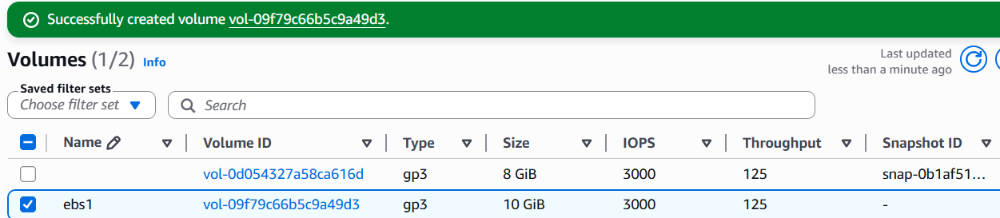 Successfully created volume vol-09f79c66b5c9a49d3.
Volumes (1/2) Info
Last updated
less than a minute ago
Saved filter sets
Choose filter set
Search
Name Volume ID Type Size IOPS Throughput Snapshot ID
vol-0d054327a58ca616d gp3 8 GiB 3000 125 snap-0b1af51...
ebs1 vol-09f79c66b5c9a49d3 gp3 10 GiB 3000 125 -